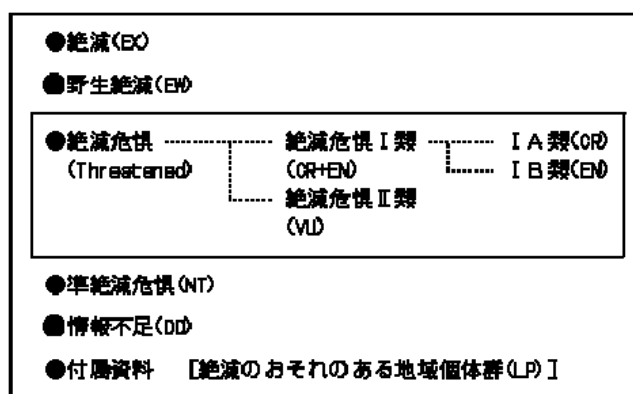 ●絶滅(EX)
●野生絶滅(EW)
●絶滅危惧 絶滅危惧Ⅰ類 ⅠA類(CR)
(Threatened) (CR+EN) ⅠB類(EN)
絶滅危惧Ⅱ類
(VU)
●準絶滅危惧(NT)
●情報不足(DD)
●付属資料 [絶滅のおそれのある地域個体群(LP)]